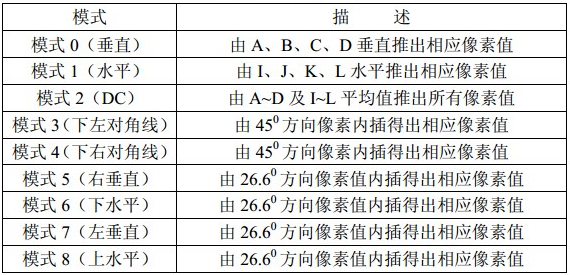 模式 描 述
模式 0（垂直） 由 A、B、C、D 垂直推出相应像素值
模式 1（水平） 由 I、J、K、L 水平推出相应像素值
模式 2（DC） 由 A~D 及 I~L 平均值推出所有像素值
模式 3（下左对角线） 由 45⁰方向像素内插得出相应像素值
模式 4（下右对角线） 由 45⁰方向像素内插得出相应像素值
模式 5（右垂直） 由 26.6⁰方向像素值内插得出相应像素值
模式 6（下水平） 由 26.6⁰方向像素值内插得出相应像素值
模式 7（左垂直） 由 26.6⁰方向像素值内插得出相应像素值
模式 8（上水平） 由 26.6⁰方向像素值内插得出相应像素值